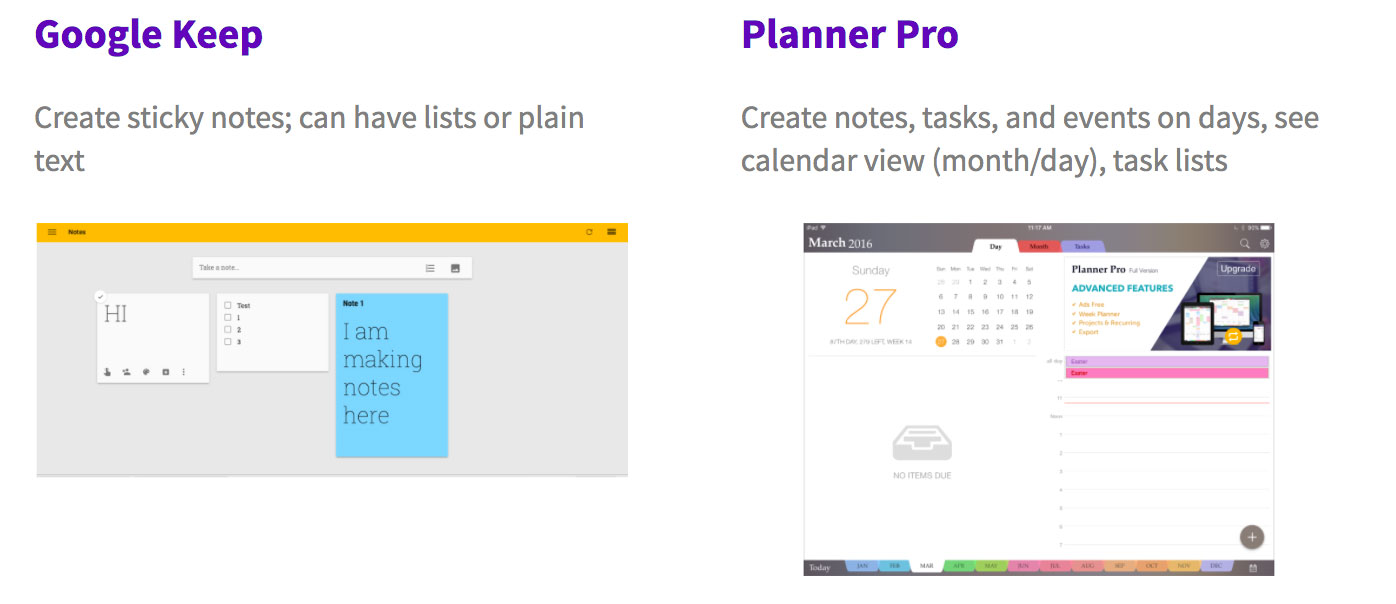 Google Keep
Create sticky notes; can have lists or plain
text
Notes
Take a note...
HI
Test
1
2
3
Note 1
I am
making
notes
here
Planner Pro
Create notes, tasks, and events on days, see
calendar view (month/day), task lists
iPad
11:17 AM
90%
March 2016
Day
Month
Tasks
Sunday
27
87TH DAY, 279 LEFT, WEEK 14
Sun Mon Tue Wed Thu Fri Sat
28 29 1 2 3 4 5
6 7 8 9 10 11 12
13 14 15 16 17 18 19
20 21 22 23 24 25 26
27 28 29 30 31 1 2
Planner Pro Full Version
Upgrade
ADVANCED FEATURES
Ads Free
Week Planner
Projects & Recurring
Export
all day
Easter
Easter
11
Noon
1
2
3
4
5
6
7
NO ITEMS DUE
Today JAN FEB MAR APR MAY JUN JUL AUG SEP OCT NOV DEC